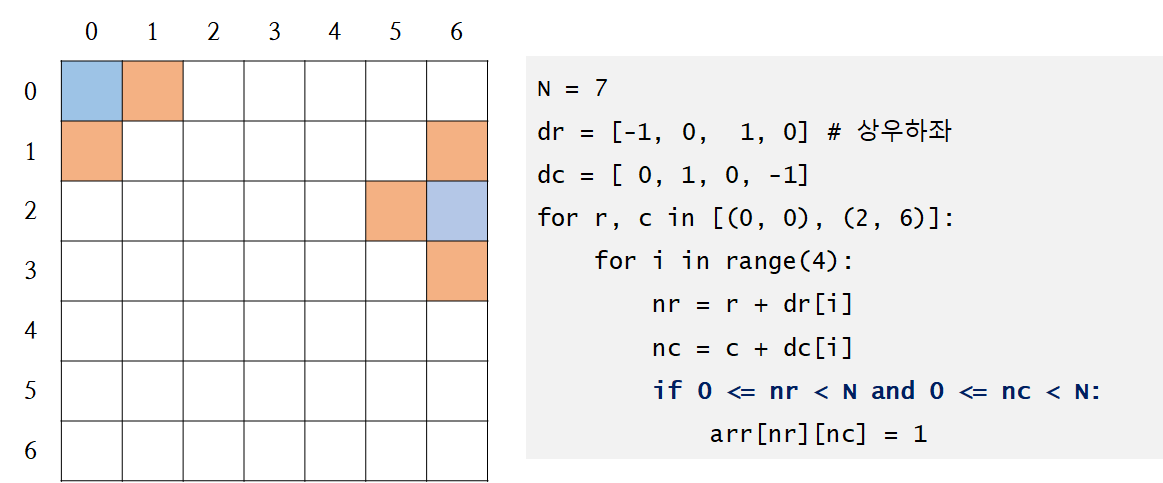 0 1 2 3 4 5 6
0
1
2
3
4
5
6
N = 7
dr = [-1, 0, 1, 0] # 상우하좌
dc = [ 0, 1, 0, -1]
for r, c in [(0, 0), (2, 6)]:
for i in range(4):
nr = r + dr[i]
nc = c + dc[i]
if 0 <= nr < N and 0 <= nc < N:
arr[nr][nc] = 1